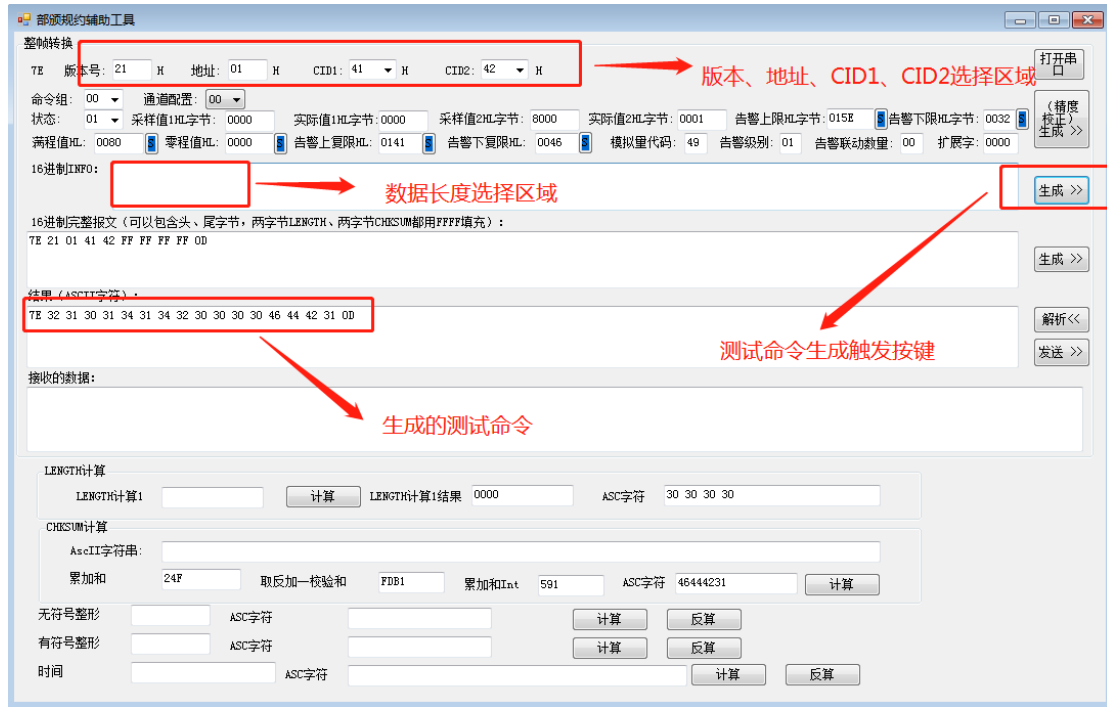 部颁规约辅助工具
整帧转换
7E 版本号: 21 H 地址: 01 H CID1: 41 H CID2: 42 H
打开串口
版本、地址、CID1、CID2选择区域
命令组: 00 通道配置: 00
状态: 01 采样值1HL字节: 0000 实际值1HL字节: 0000 采样值2HL字节: 8000 实际值2HL字节: 0001 告警上限HL字节: 015E S 告警下限HL字节: 0032 S
满程值HL: 0080 S 零程值HL: 0000 S 告警上复限HL: 0141 S 告警下复限HL: 0046 S 模拟量代码: 49 告警级别: 01 告警联动数量: 00 扩展字: 0000
(精度校正)生成 >>
16进制INFO:
数据长度选择区域
生成 >>
16进制完整报文(可以包含头、尾字节,两字节LENGTH、两字节CHKSUM都用FFFF填充):
7E 21 01 41 42 FF FF FF FF 0D
生成 >>
结果(ASCII字符):
7E 32 31 30 31 34 31 34 32 30 30 30 30 46 44 42 31 0D
解析<<
测试命令生成触发按键
发送 >>
接收的数据:
生成的测试命令
LENGTH计算
LENGTH计算1 计算 LENGTH计算1结果 0000 ASC字符 30 30 30 30
CHKSUM计算
AscII字符串:
累加和 24F 取反加一校验和 FDB1 累加和Int 591 ASC字符 46444231 计算
无符号整形 ASC字符 计算 反算
有符号整形 ASC字符 计算 反算
时间 ASC字符 计算 反算